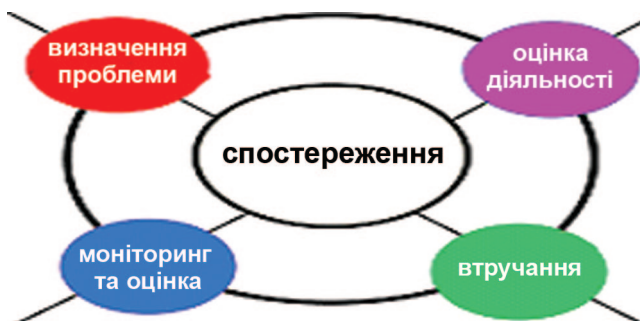 визначення
проблеми
оцінка
діяльності
спостереження
моніторинг
та оцінка
втручання